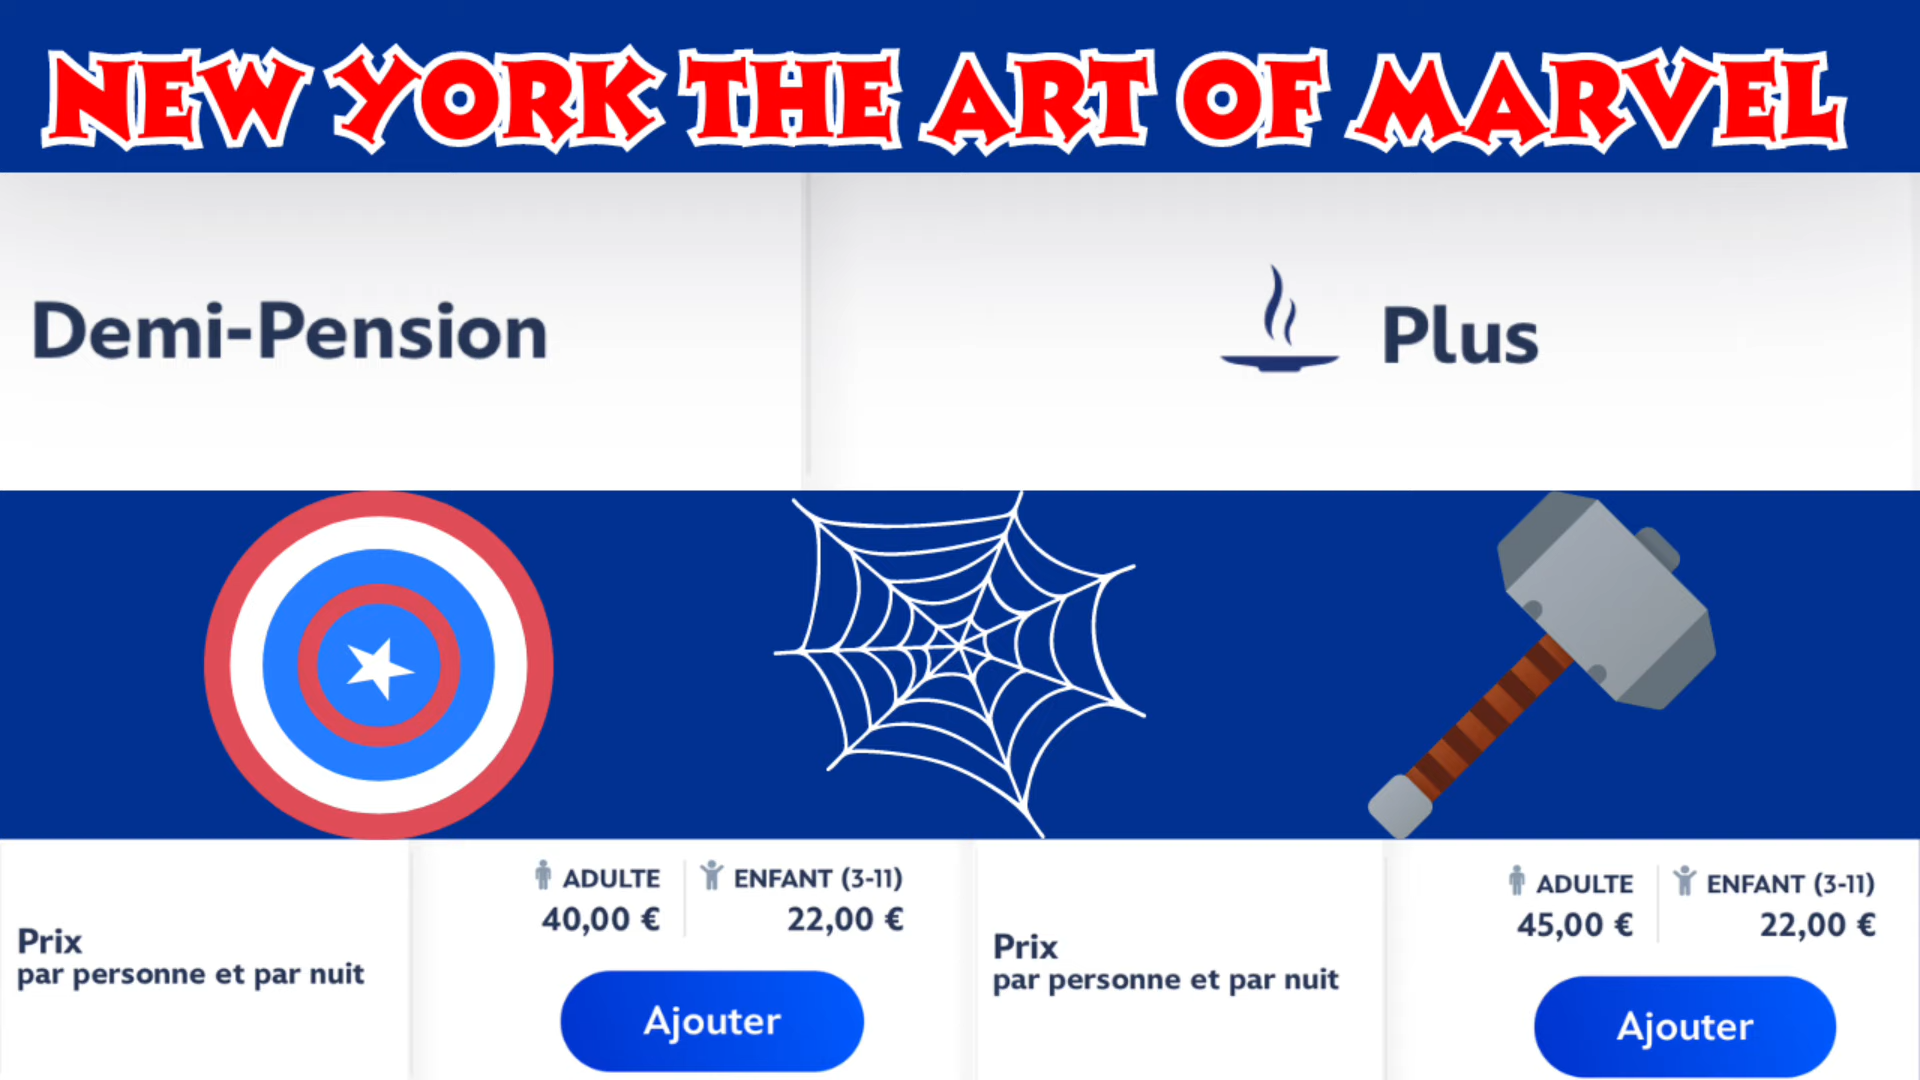 NEW YORK THE ART OF MARVEL
Demi-Pension
Plus
Prix
par personne et par nuit
ADULTE
40,00 €
ENFANT (3-11)
22,00 €
Ajouter
Prix
par personne et par nuit
ADULTE
45,00 €
ENFANT (3-11)
22,00 €
Ajouter